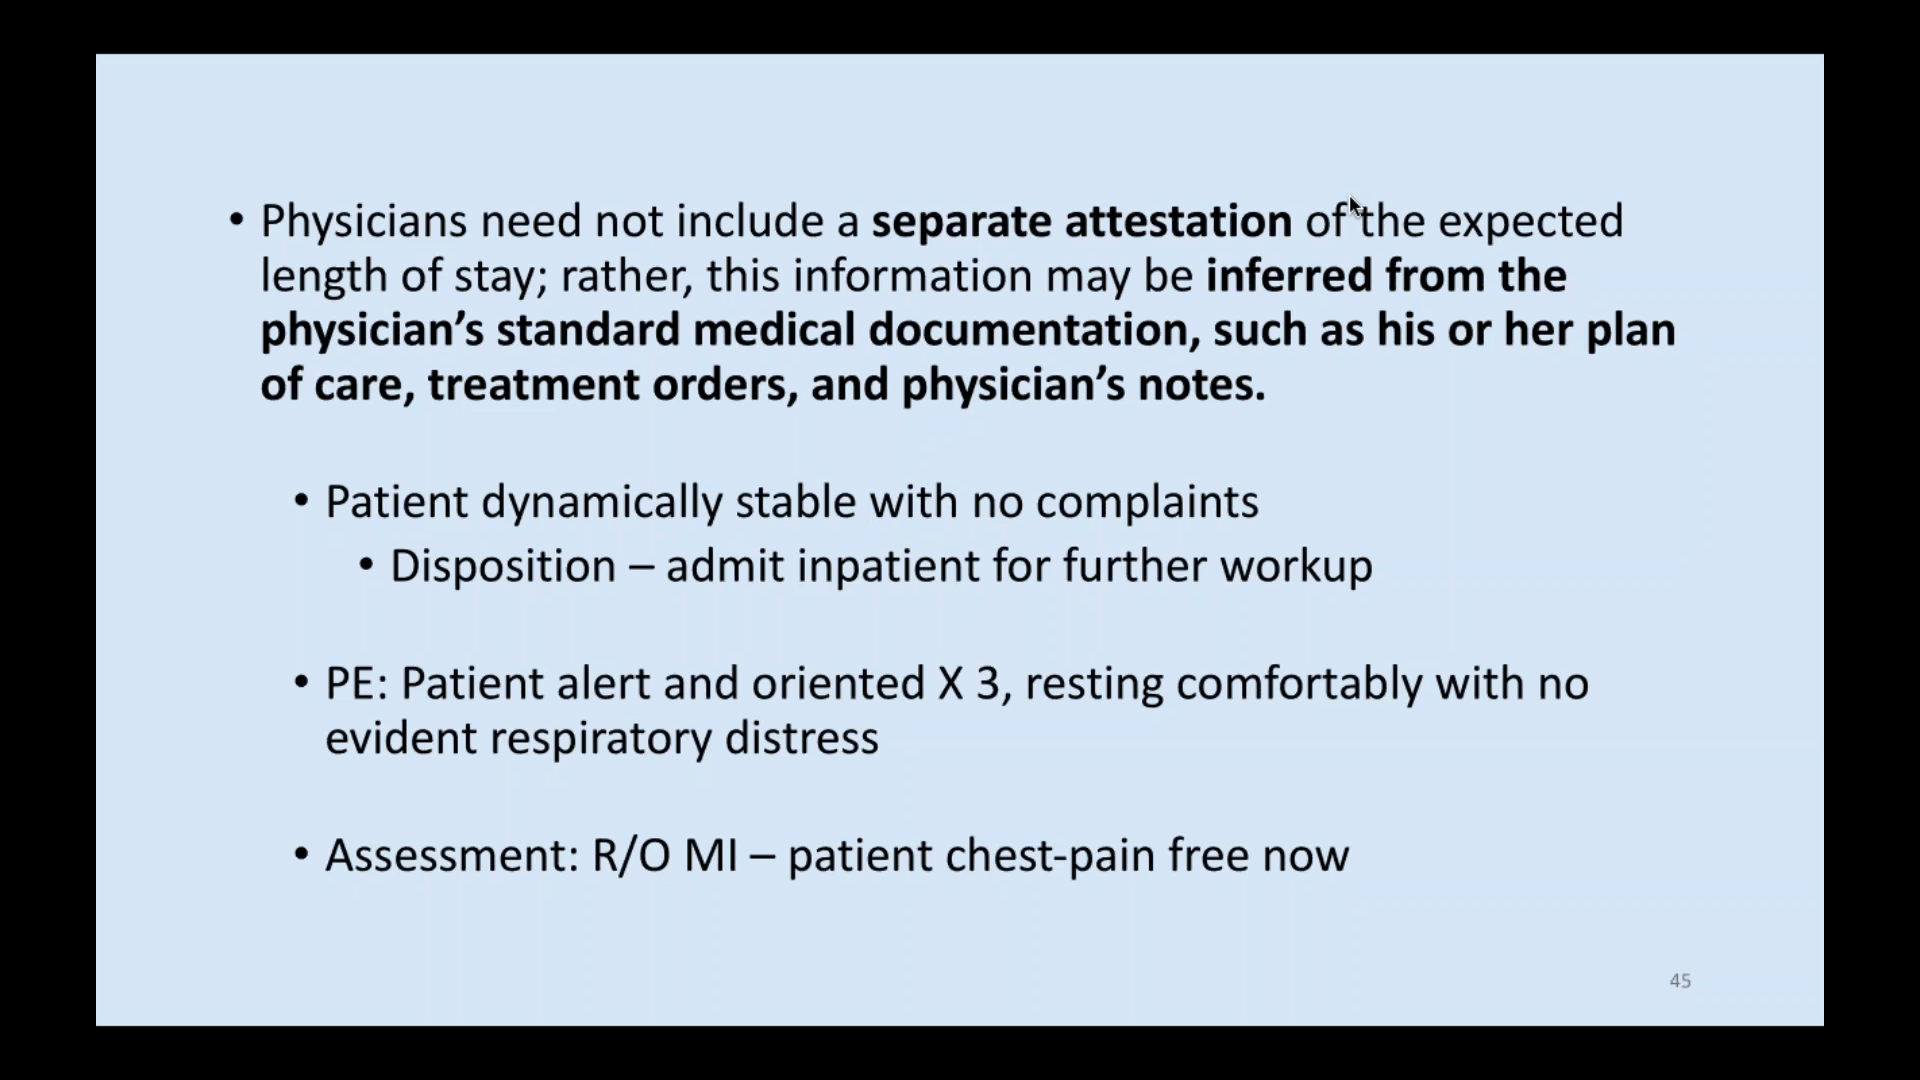 • Physicians need not include a separate attestation of the expected
length of stay; rather, this information may be inferred from the
physician’s standard medical documentation, such as his or her plan
of care, treatment orders, and physician’s notes.
• Patient dynamically stable with no complaints
• Disposition – admit inpatient for further workup
• PE: Patient alert and oriented X 3, resting comfortably with no
evident respiratory distress
• Assessment: R/O MI – patient chest-pain free now
45